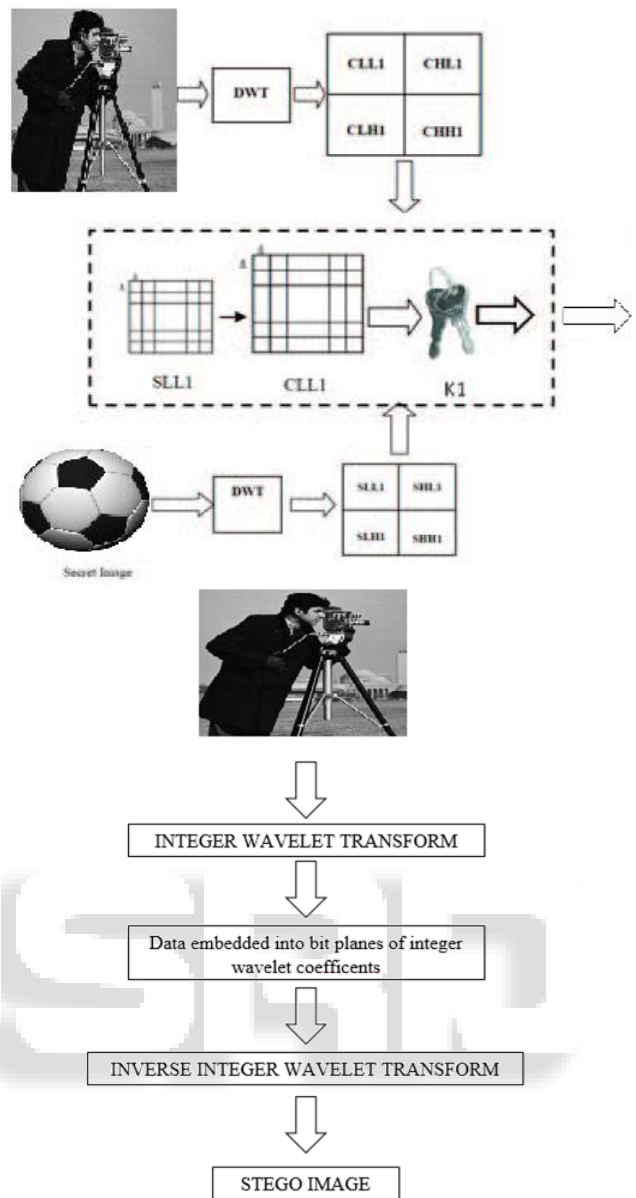 DWT
CLL1 CHL1
CLH1 CHH1
SLL1
CLL1
K1
DWT
SLL1 SHL1
SLH1 SHH1
Secret Image
INTEGER WAVELET TRANSFORM
Data embedded into bit planes of integer
wavelet coefficents
INVERSE INTEGER WAVELET TRANSFORM
STEGO IMAGE